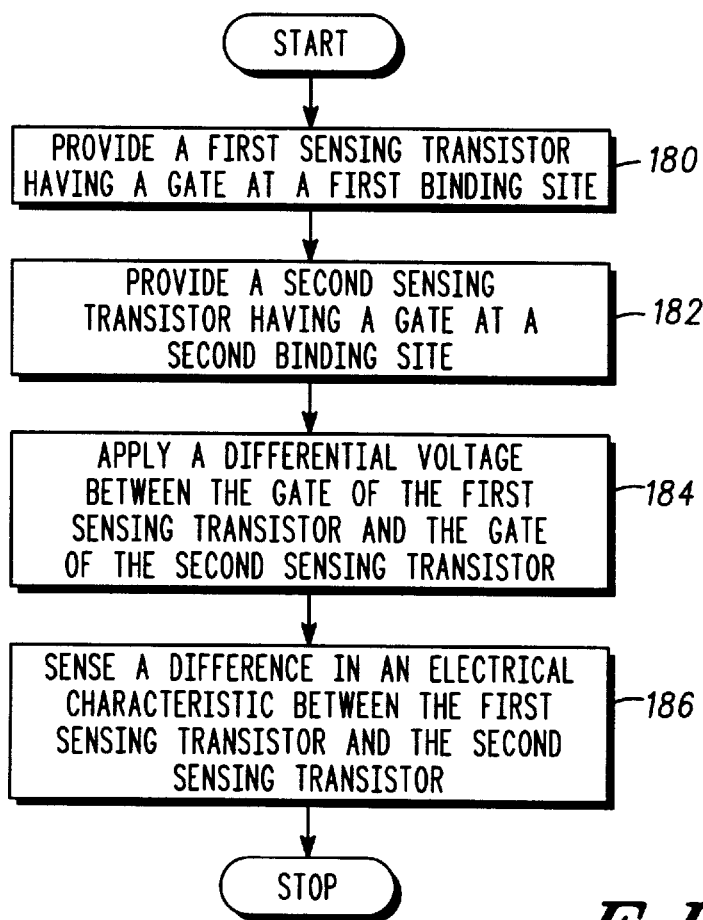 START
PROVIDE A FIRST SENSING TRANSISTOR
HAVING A GATE AT A FIRST BINDING SITE
180
PROVIDE A SECOND SENSING
TRANSISTOR HAVING A GATE AT A
SECOND BINDING SITE
182
APPLY A DIFFERENTIAL VOLTAGE
BETWEEN THE GATE OF THE FIRST
SENSING TRANSISTOR AND THE GATE
OF THE SECOND SENSING TRANSISTOR
184
SENSE A DIFFERENCE IN AN ELECTRICAL
CHARACTERISTIC BETWEEN THE FIRST
SENSING TRANSISTOR AND THE SECOND
SENSING TRANSISTOR
186
STOP